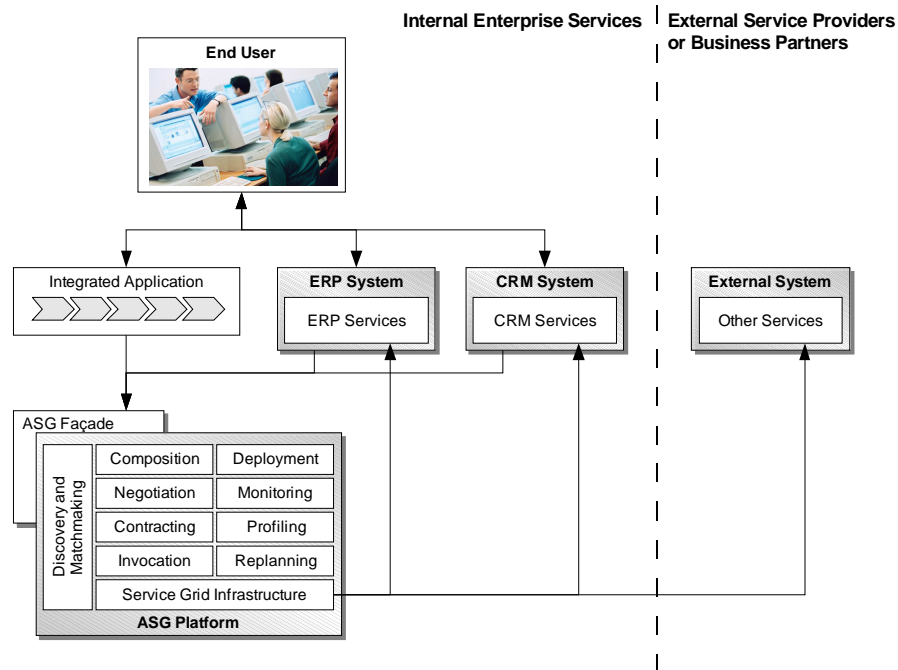 Internal Enterprise Services
External Service Providers
or Business Partners
End User
Integrated Application
ERP System
ERP Services
CRM System
CRM Services
External System
Other Services
ASG Façade
Discovery and
Matchmaking
Composition
Deployment
Negotiation
Monitoring
Contracting
Profiling
Invocation
Replanning
Service Grid Infrastructure
ASG Platform